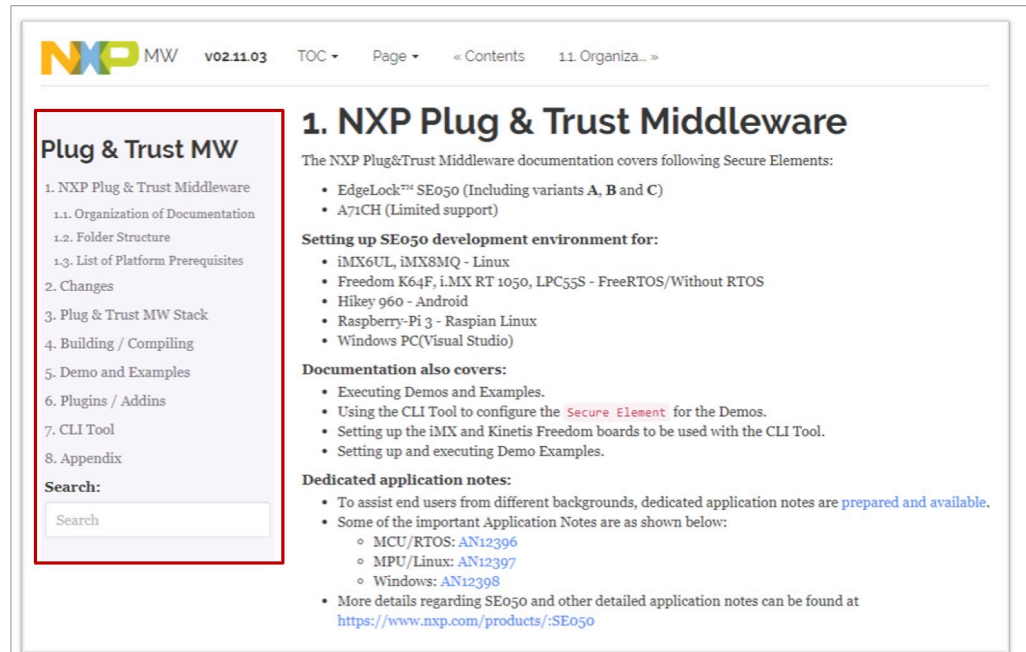 NXP MW v02.11.03 TOC Page « Contents 1.1. Organiza... »
Plug & Trust MW
1. NXP Plug & Trust Middleware
1.1. Organization of Documentation
1.2. Folder Structure
1.3. List of Platform Prerequisites
2. Changes
3. Plug & Trust MW Stack
4. Building / Compiling
5. Demo and Examples
6. Plugins / Addins
7. CLI Tool
8. Appendix
Search:
Search
1. NXP Plug & Trust Middleware
The NXP Plug&Trust Middleware documentation covers following Secure Elements:
• EdgeLock™ SE050 (Including variants A, B and C)
• A71CH (Limited support)
Setting up SE050 development environment for:
• iMX6UL, iMX8MQ - Linux
• Freedom K64F, i.MX RT 1050, LPC55S - FreeRTOS/Without RTOS
• Hikey 960 - Android
• Raspberry-Pi 3 - Raspian Linux
• Windows PC(Visual Studio)
Documentation also covers:
• Executing Demos and Examples.
• Using the CLI Tool to configure the Secure Element for the Demos.
• Setting up the iMX and Kinetis Freedom boards to be used with the CLI Tool.
• Setting up and executing Demo Examples.
Dedicated application notes:
• To assist end users from different backgrounds, dedicated application notes are prepared and available.
• Some of the important Application Notes are as shown below:
◦ MCU/RTOS: AN12396
◦ MPU/Linux: AN12397
◦ Windows: AN12398
• More details regarding SE050 and other detailed application notes can be found at
https://www.nxp.com/products/:SE050